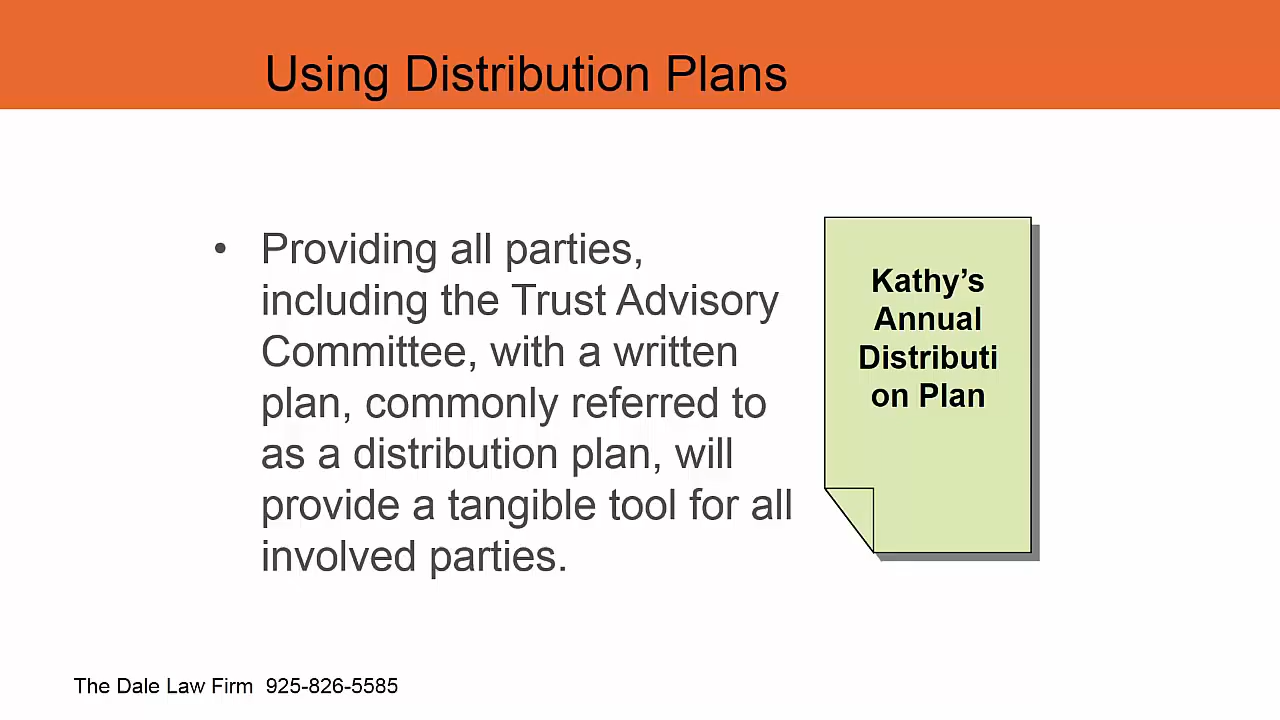 Using Distribution Plans
• Providing all parties,
including the Trust Advisory
Committee, with a written
plan, commonly referred to
as a distribution plan, will
provide a tangible tool for all
involved parties.
Kathy’s
Annual
Distributi
on Plan
The Dale Law Firm 925-826-5585